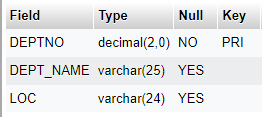 Field Type Null Key
DEPTNO decimal(2,0) NO PRI
DEPT_NAME varchar(25) YES
LOC varchar(24) YES